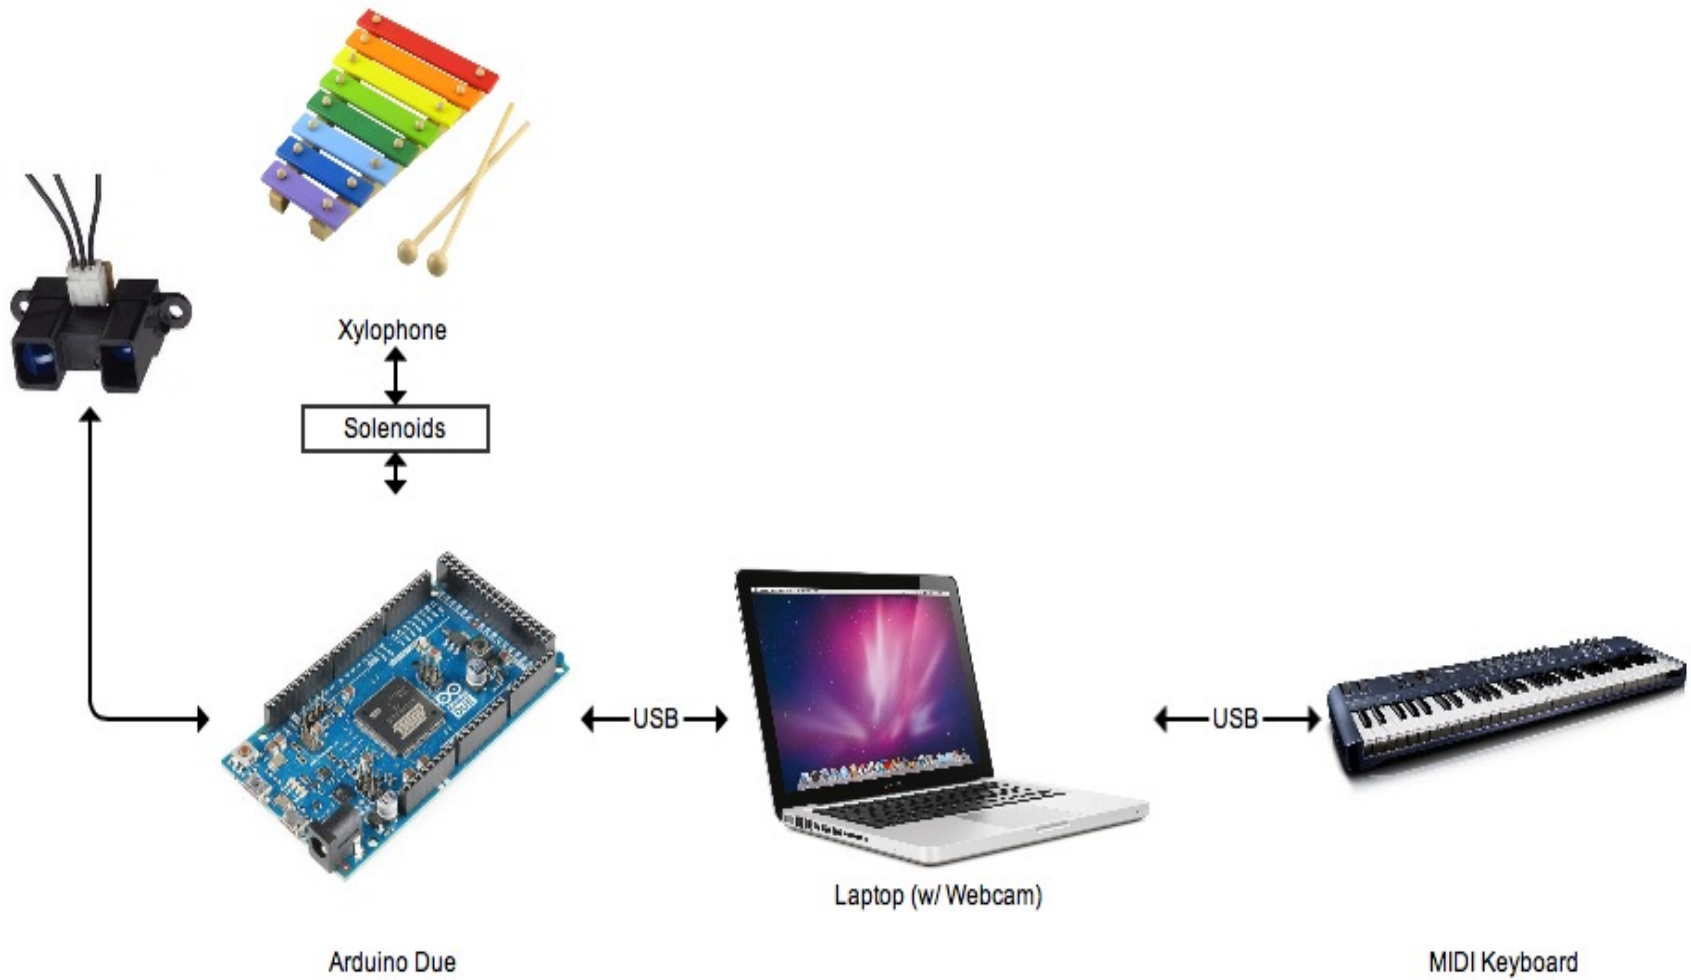 Xylophone
Solenoids
USB
USB
Laptop (w/ Webcam)
Arduino Due
MIDI Keyboard